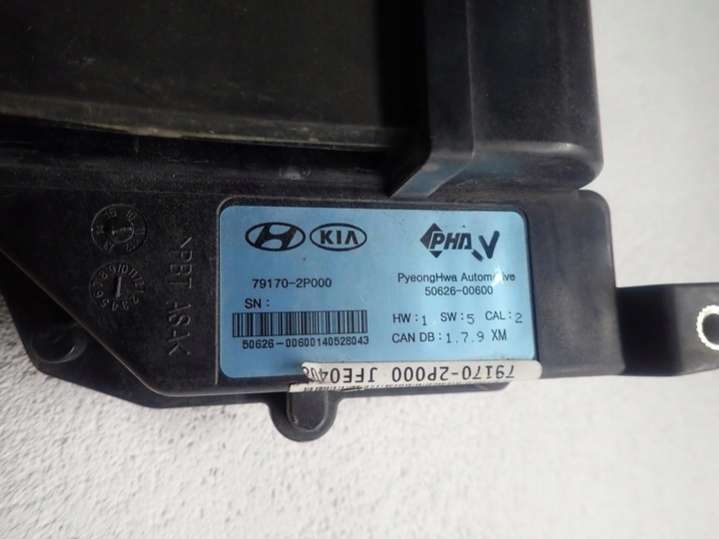 HYUNDAI KIA PHA V
79170-2P000
SN :
50626-00600140528043
PyeongHwa Automotive
50626-00600
HW : 1 SW : 5 CAL : 2
CAN DB : 1.7.9 XM
79170-2P000 JFE0408
>PBT ASA<